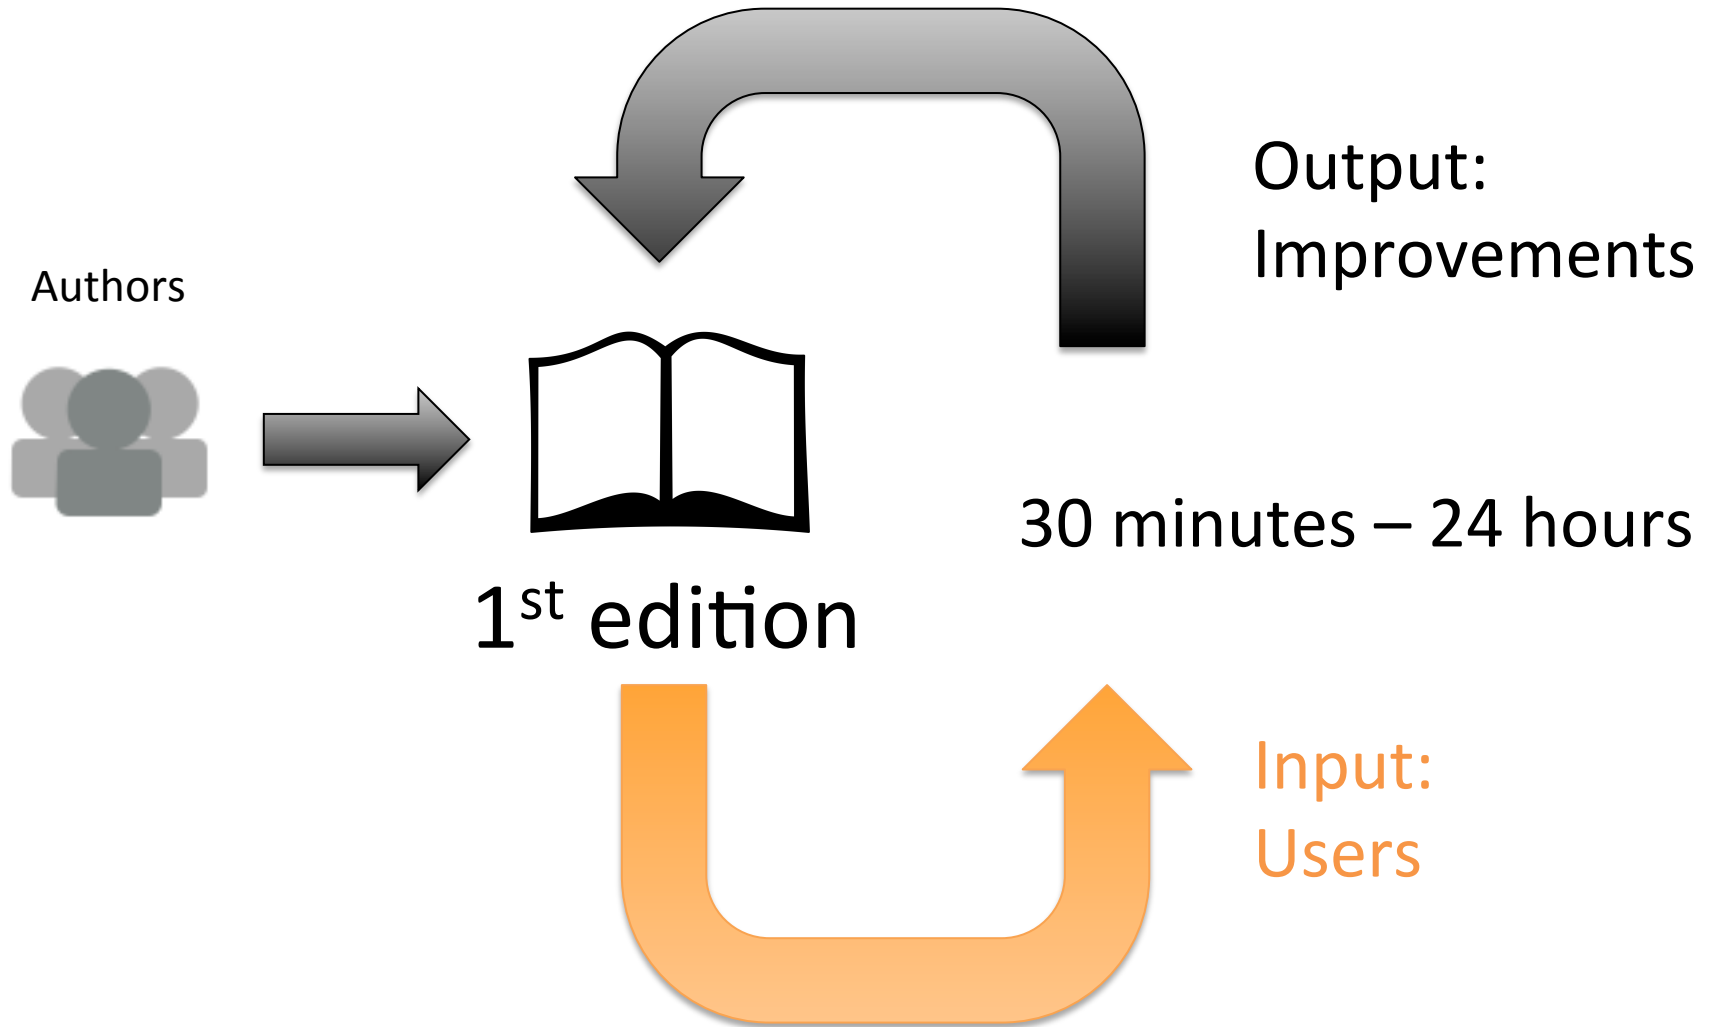 Output:
Improvements
Authors
30 minutes – 24 hours
1st edition
Input:
Users